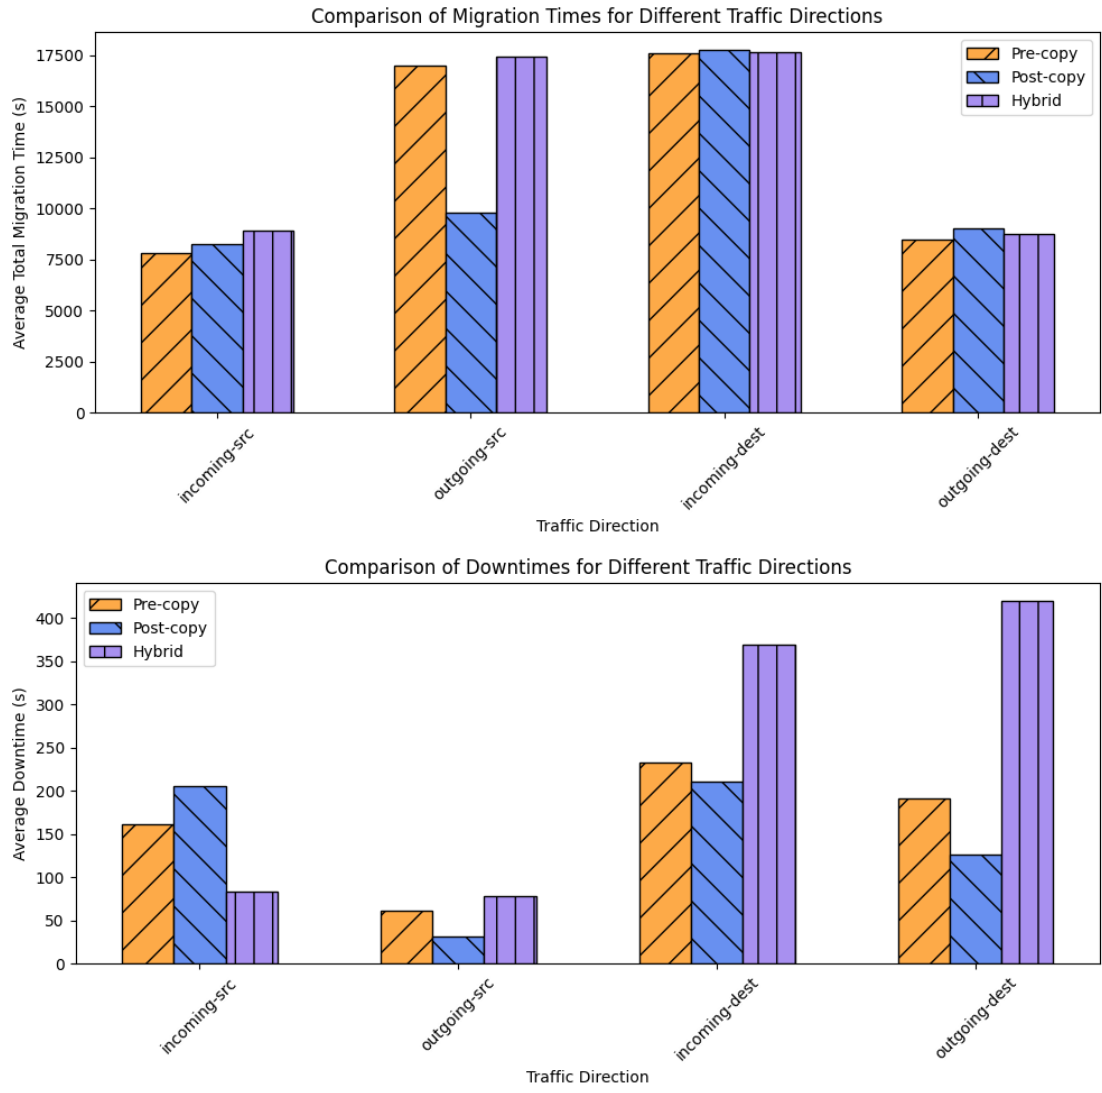 Comparison of Migration Times for Different Traffic Directions
Average Total Migration Time (s)
17500
15000
12500
10000
7500
5000
2500
0
Pre-copy
Post-copy
Hybrid
incoming-src
outgoing-src
incoming-dest
outgoing-dest
Traffic Direction
Comparison of Downtimes for Different Traffic Directions
Average Downtime (s)
400
350
300
250
200
150
100
50
0
Pre-copy
Post-copy
Hybrid
incoming-src
outgoing-src
incoming-dest
outgoing-dest
Traffic Direction